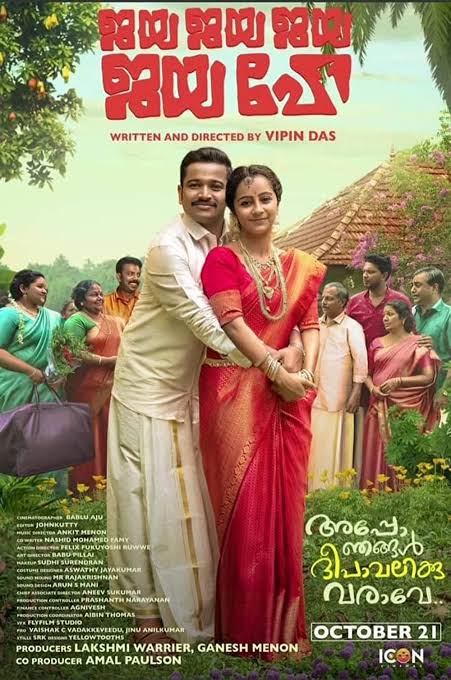 ജയ ജയ ജയ
ജയ ഹേ
WRITTEN AND DIRECTED BY VIPIN DAS
CINEMATOGRAPHER BABLU AJU
EDITOR JOHNKUTTY
MUSIC DIRECTOR ANKIT MENON
CO WRITER NASHID MOHAMED FAMY
ACTION DIRECTOR FELIX FUKUYOSHI RUWWE
ART DIRECTOR BABU PILLAI
MAKEUP SUDHI SURENDRAN
COSTUME DESIGNER ASWATHY JAYAKUMAR
SOUND MIXING MR RAJAKRISHNAN
SOUND DESIGN ARUN S MANI
CHIEF ASSOCIATE DIRECTOR ANEEV SUKUMAR
PRODUCTION CONTROLLER PRASHANTH NARAYANAN
FINANCE CONTROLLER AGNIVESH
PRODUCTION COORDINATOR AIBIN THOMAS
VFX FLYFILM STUDIO
PRO VAISHAK C VADAKKEVEEDU, JINU ANILKUMAR
STILLS SRK DESIGNS YELLOWTOOTHS
PRODUCERS LAKSHMI WARRIER, GANESH MENON
CO PRODUCER AMAL PAULSON
അപ്പൊ
ഞങ്ങൾ
ദീപാവലിക്കു
വരാവേ..
OCTOBER 21
ICON
CINEMAS